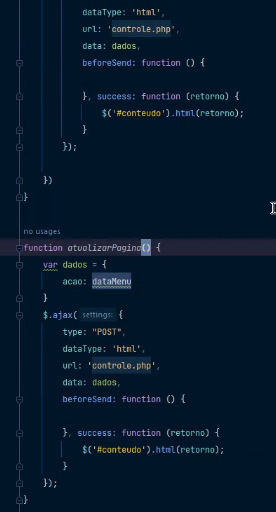 dataType: 'html',
url: 'controle.php',
data: dados,
beforeSend: function () {
}, success: function (retorno) {
$('#conteudo').html(retorno);
}
});
})
}
no usages
function atualizarPagina() {
var dados = {
acao: dataMenu
}
$.ajax( settings: {
type: "POST",
dataType: 'html',
url: 'controle.php',
data: dados,
beforeSend: function () {
}, success: function (retorno) {
$('#conteudo').html(retorno);
}
});
}